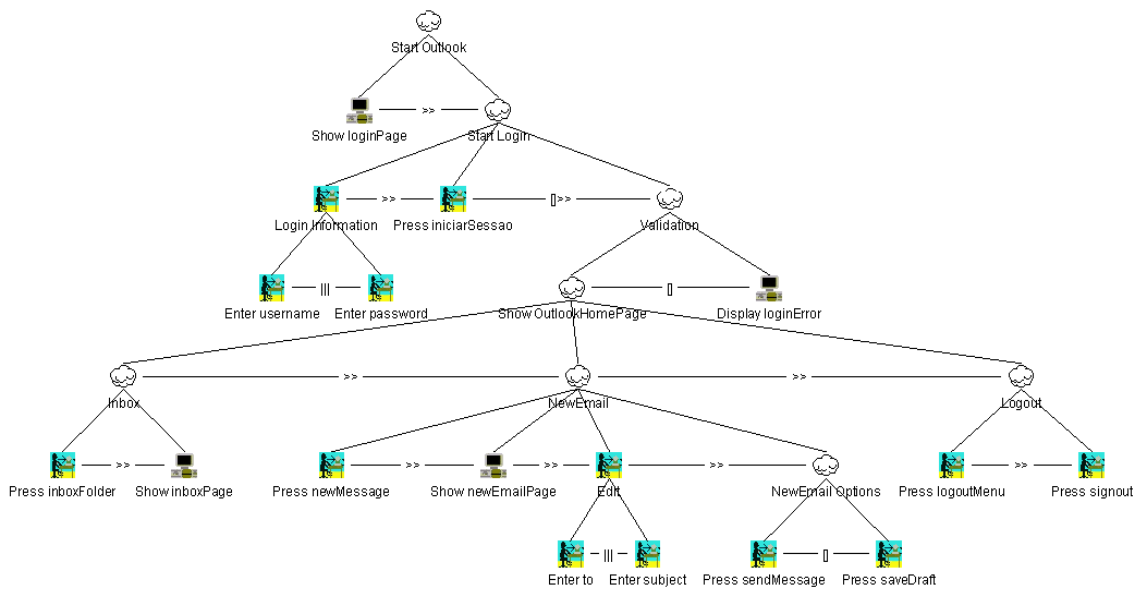 Start Outlook
>>
Show loginPage
Start Login
>>
[]>>
Login Information
Press iniciarSessao
Validation
|||
[]
Enter username
Enter password
Show OutlookHomePage
Display loginError
>>
>>
Inbox
NewEmail
Logout
>>
>>
>>
>>
>>
Press inboxFolder
Show inboxPage
Press newMessage
Show newEmailPage
Edit
NewEmail Options
Press logoutMenu
Press signout
|||
[]
Enter to
Enter subject
Press sendMessage
Press saveDraft